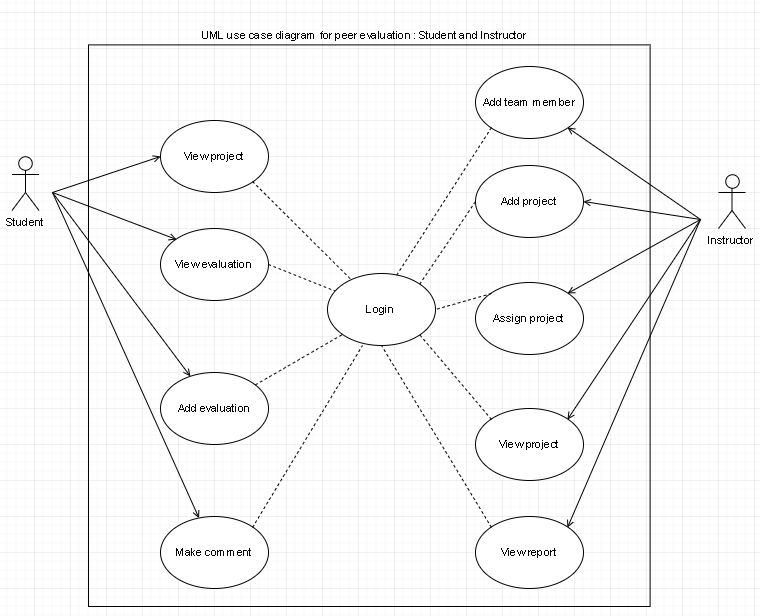 UML use case diagram for peer evaluation : Student and Instructor
Add team member
View project
Add project
Student
Instructor
View evaluation
Login
Assign project
Add evaluation
View project
Make comment
View report